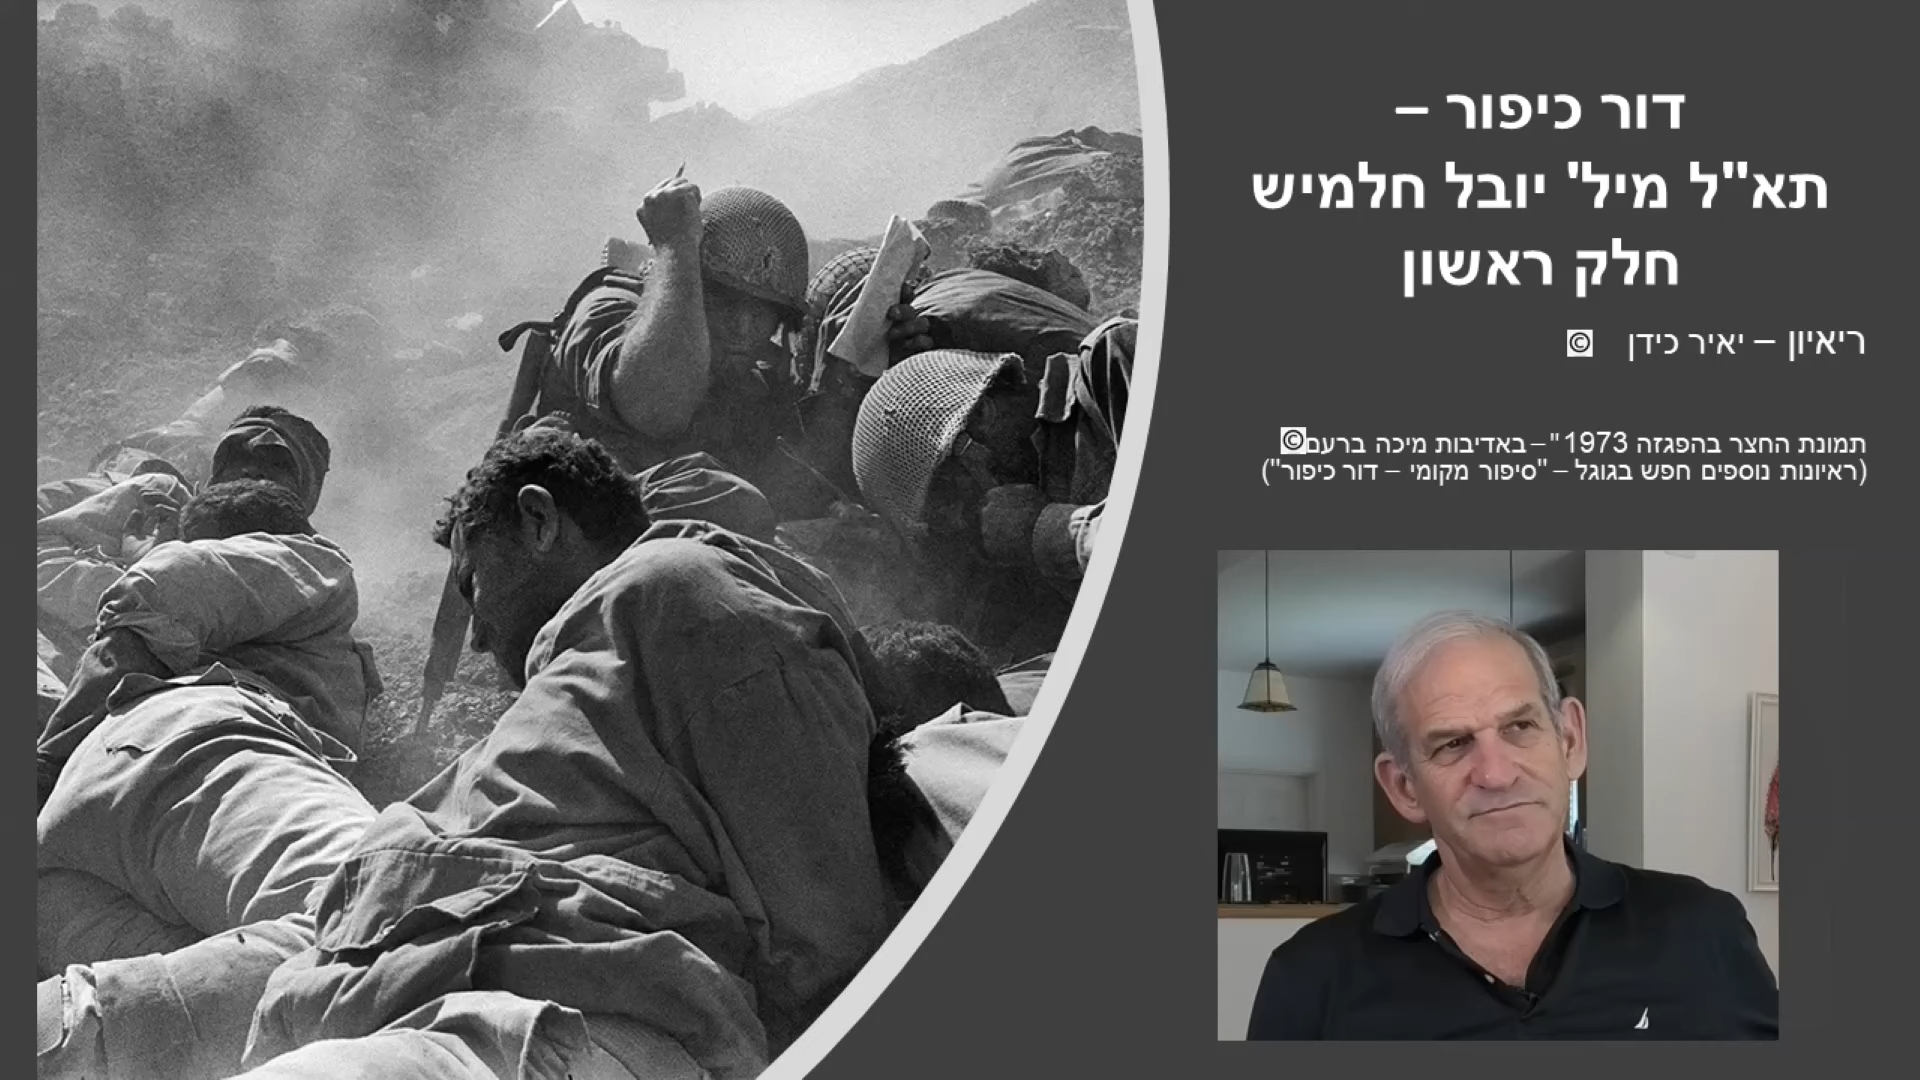 דור כיפור –
תא"ל מיל' יובל חלמיש
חלק ראשון
ריאיון – יאיר כידן ©
תמונת החצר בהפגזה 1973"– באדיבות מיכה ברעם©
(ראיונות נוספים חפש בגוגל – "סיפור מקומי – דור כיפור")